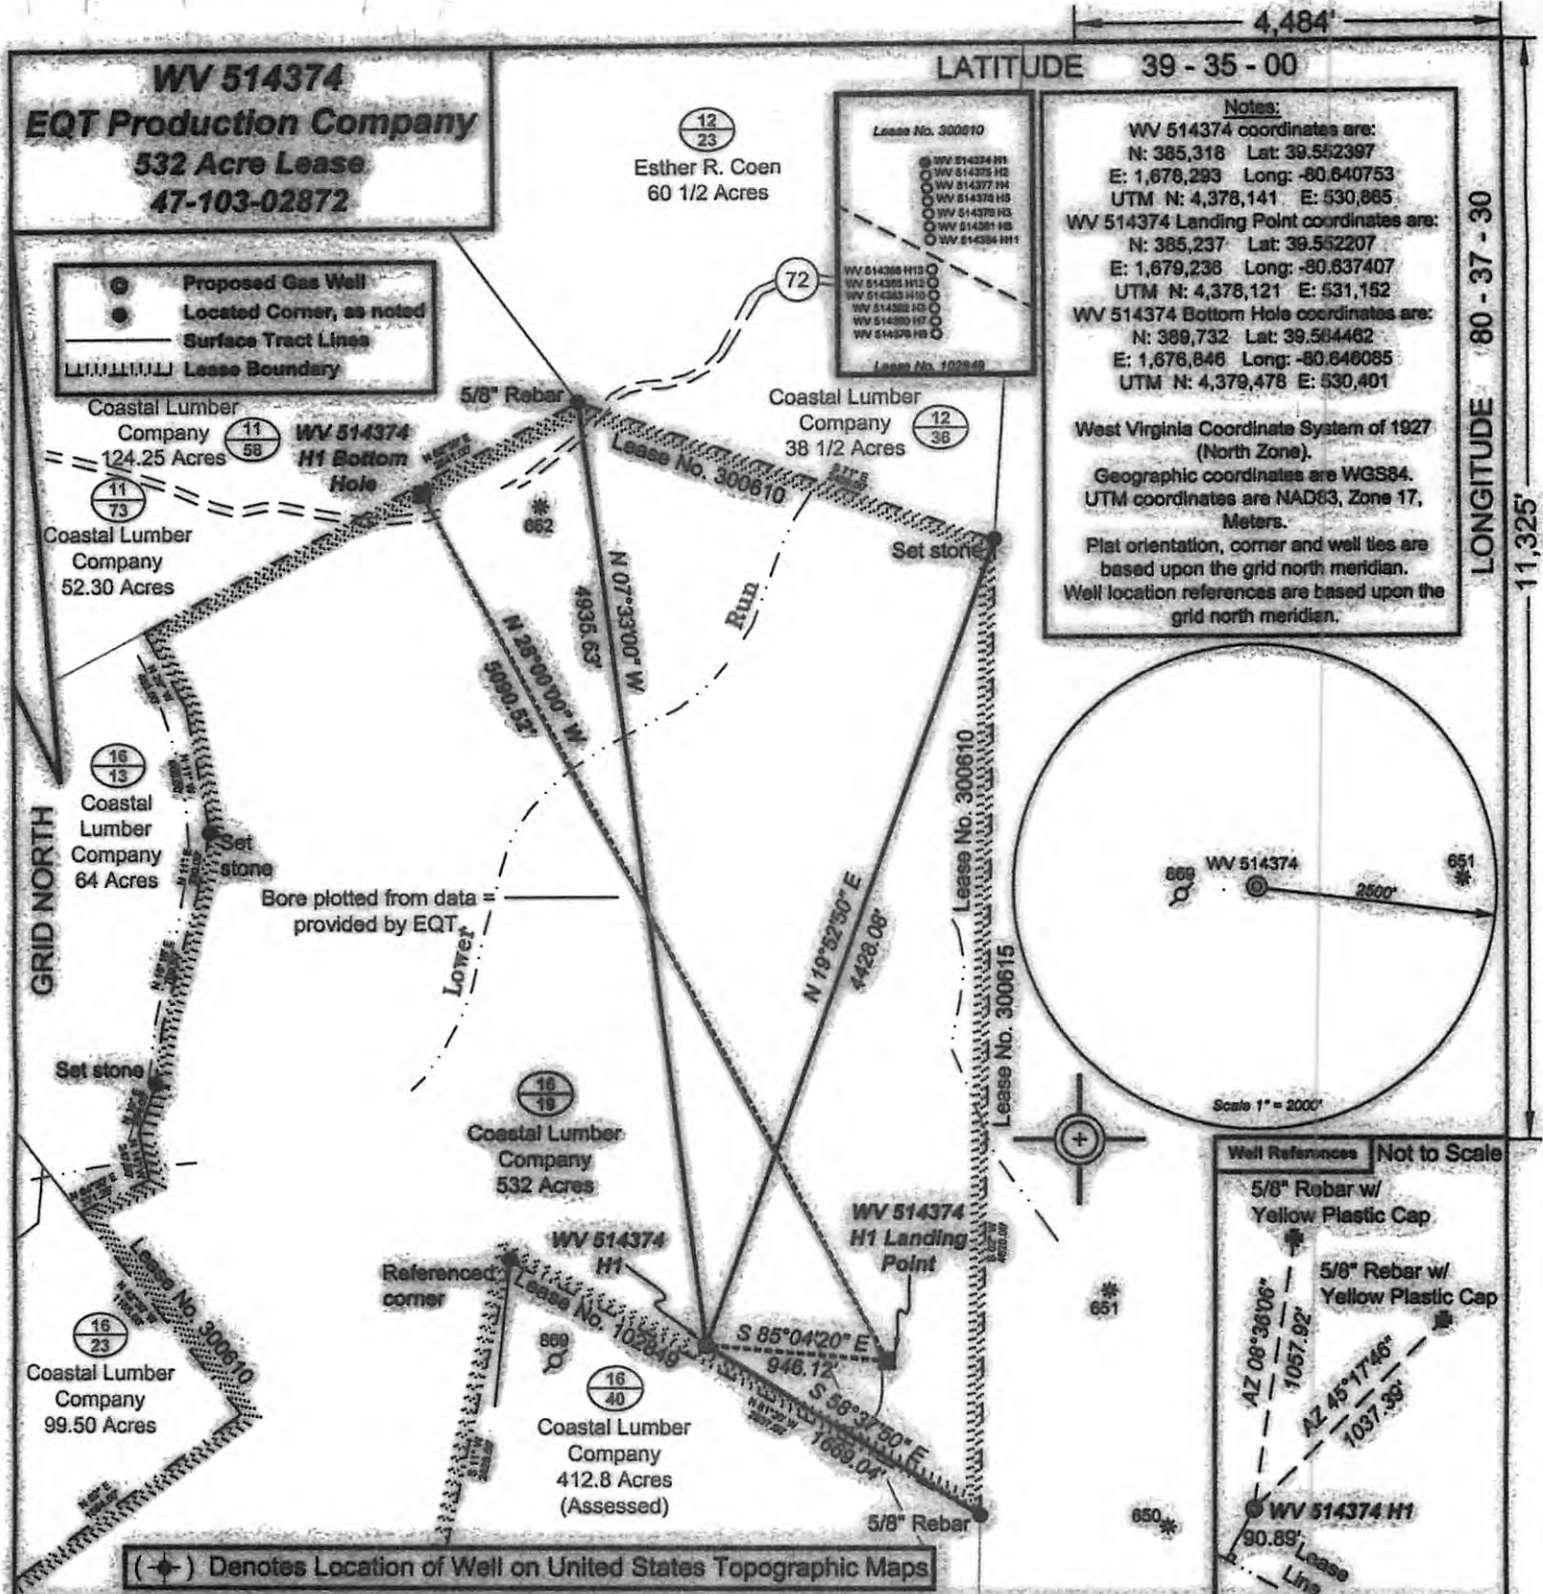 4,484'
LATITUDE 39 - 35 - 00
WV 514374
EQT Production Company
532 Acre Lease
47-103-02872
12
23
Esther R. Coen
60 1/2 Acres
Lease No. 300610
WV 514374 H1
WV 514375 H2
WV 514377 H4
Lease No. 102849
72
Notes:
WV 514374 coordinates are:
N: 385,318 Lat: 39.552397
E: 1,678,293 Long: -80.640753
UTM N: 4,378,141 E: 530,865
WV 514374 Landing Point coordinates are:
N: 385,237 Lat: 39.552207
E: 1,679,236 Long: -80.637407
UTM N: 4,378,121 E: 531,152
WV 514374 Bottom Hole coordinates are:
N: 389,732 Lat: 39.564462
E: 1,676,846 Long: -80.646085
UTM N: 4,379,478 E: 530,401
West Virginia Coordinate System of 1927
(North Zone).
Geographic coordinates are WGS84.
UTM coordinates are NAD83, Zone 17,
Meters.
Plat orientation, corner and well ties are
based upon the grid north meridian.
Well location references are based upon the
grid north meridian.
LONGITUDE 80 - 37 - 30
11,325'
Proposed Gas Well
Located Corner, as noted
Surface Tract Lines
Lease Boundary
Coastal Lumber
Company
124.25 Acres
11
58
WV 514374
H1 Bottom
Hole
5/8" Rebar
Lease No. 300610
Coastal Lumber
Company
38 1/2 Acres
12
36
11
73
Coastal Lumber
Company
52.30 Acres
662
Set stone
N 07°33'00" W
4935.63'
N 28°00'00" W
5090.52'
Run
Lower
16
13
Coastal
Lumber
Company
64 Acres
GRID NORTH
Set
stone
Bore plotted from data =
provided by EQT.
N 19°52'50" E
4428.08'
Lease No. 300610
Lease No. 300615
869
WV 514374
651
2500'
Scale 1" = 2000'
Set stone
16
19
Coastal Lumber
Company
532 Acres
WV 514374
H1
WV 514374
H1 Landing
Point
Referenced
corner
Lease No. 102849
S 85°04'20" E
946.12'
S 58°37'50" E
1669.04'
Lease No. 300610
16
23
Coastal Lumber
Company
99.50 Acres
869
16
40
Coastal Lumber
Company
412.8 Acres
(Assessed)
5/8" Rebar
651
650
Well References
Not to Scale
5/8" Rebar w/
Yellow Plastic Cap
5/8" Rebar w/
Yellow Plastic Cap
AZ 08°36'06"
1057.92'
AZ 45°17'46"
1037.39'
WV 514374 H1
90.89'
Lease
Line
( ) Denotes Location of Well on United States Topographic Maps